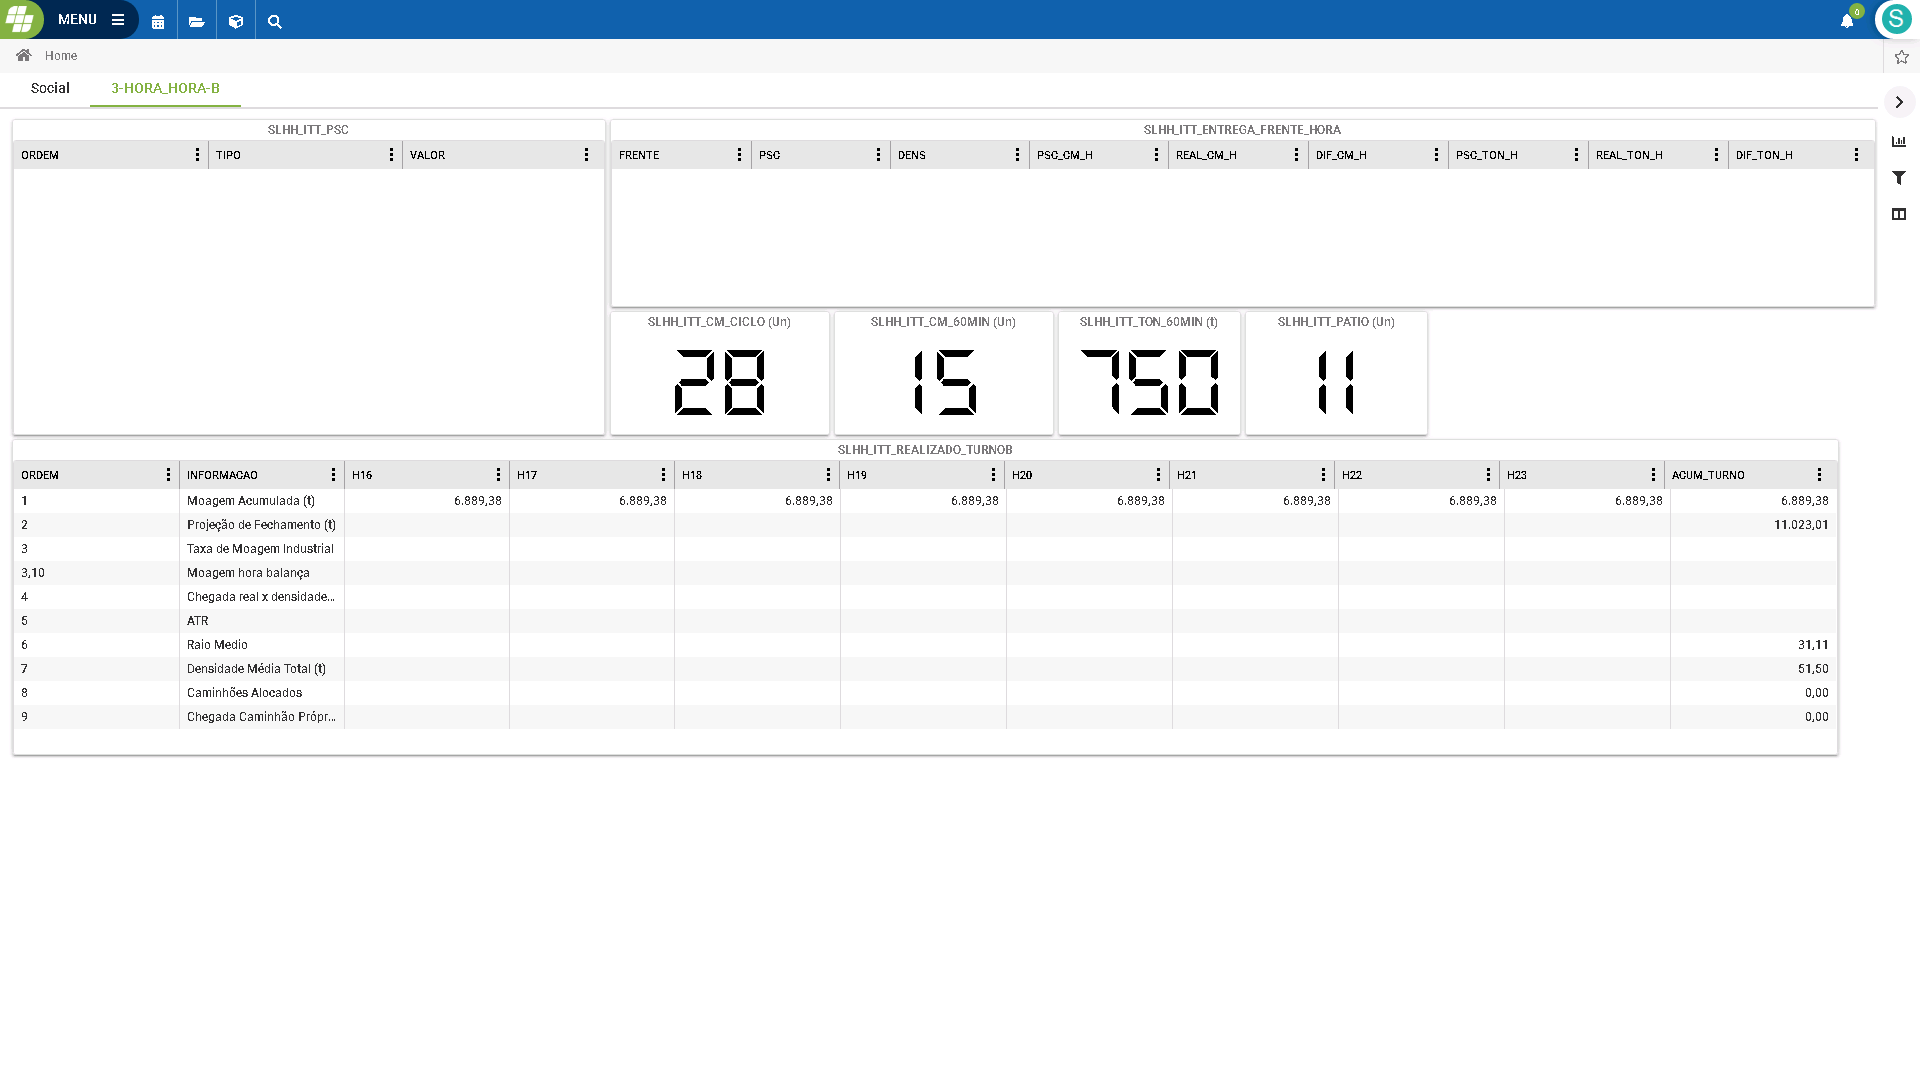 MENU
0
S
Home
Social
3-HORA_HORA-B
SLHH_ITT_PSC
ORDEM TIPO VALOR
SLHH_ITT_ENTREGA_FRENTE_HORA
FRENTE PSC DENS PSC_CM_H REAL_CM_H DIF_CM_H PSC_TON_H REAL_TON_H DIF_TON_H
SLHH_ITT_CM_CICLO (Un)
28
SLHH_ITT_CM_60MIN (Un)
15
SLHH_ITT_TON_60MIN (t)
750
SLHH_ITT_PATIO (Un)
11
SLHH_ITT_REALIZADO_TURNOB
ORDEM INFORMACAO H16 H17 H18 H19 H20 H21 H22 H23 ACUM_TURNO
1 Moagem Acumulada (t) 6.889,38 6.889,38 6.889,38 6.889,38 6.889,38 6.889,38 6.889,38 6.889,38 6.889,38
2 Projeção de Fechamento (t) 11.023,01
3 Taxa de Moagem Industrial
3,10 Moagem hora balança
4 Chegada real x densidade...
5 ATR
6 Raio Medio 31,11
7 Densidade Média Total (t) 51,50
8 Caminhões Alocados 0,00
9 Chegada Caminhão Própr... 0,00